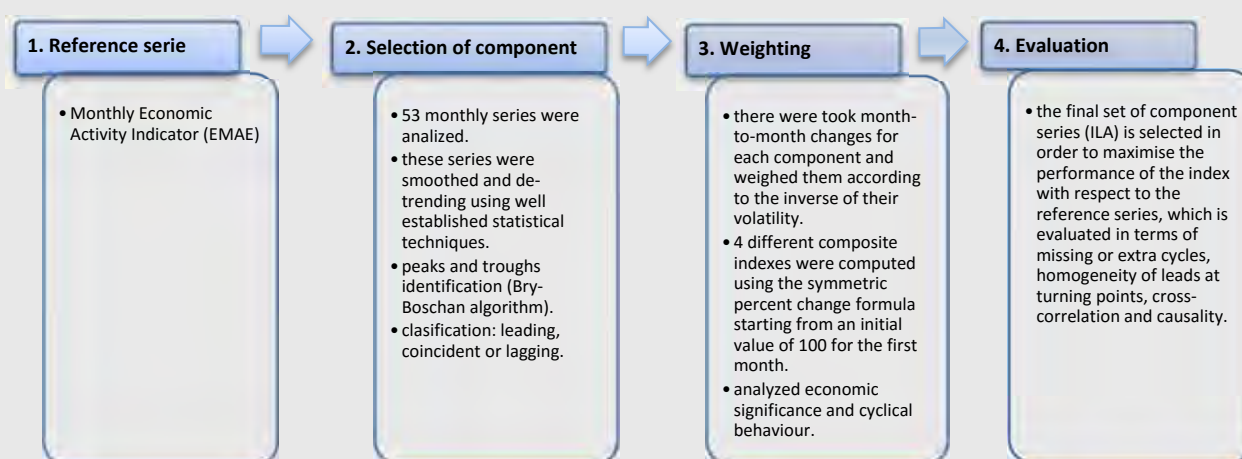 1. Reference serie
• Monthly Economic
Activity Indicator (EMAE)
2. Selection of component
• 53 monthly series were
analized.
• these series were
smoothed and de-
trending using well
established statistical
techniques.
• peaks and troughs
identification (Bry-
Boschan algorithm).
• clasification: leading,
coincident or lagging.
3. Weighting
• there were took month-
to-month changes for
each component and
weighed them according
to the inverse of their
volatility.
• 4 different composite
indexes were computed
using the symmetric
percent change formula
starting from an initial
value of 100 for the first
month.
• analyzed economic
significance and cyclical
behaviour.
4. Evaluation
• the final set of component
series (ILA) is selected in
order to maximise the
performance of the index
with respect to the
reference series, which is
evaluated in terms of
missing or extra cycles,
homogeneity of leads at
turning points, cross-
correlation and causality.